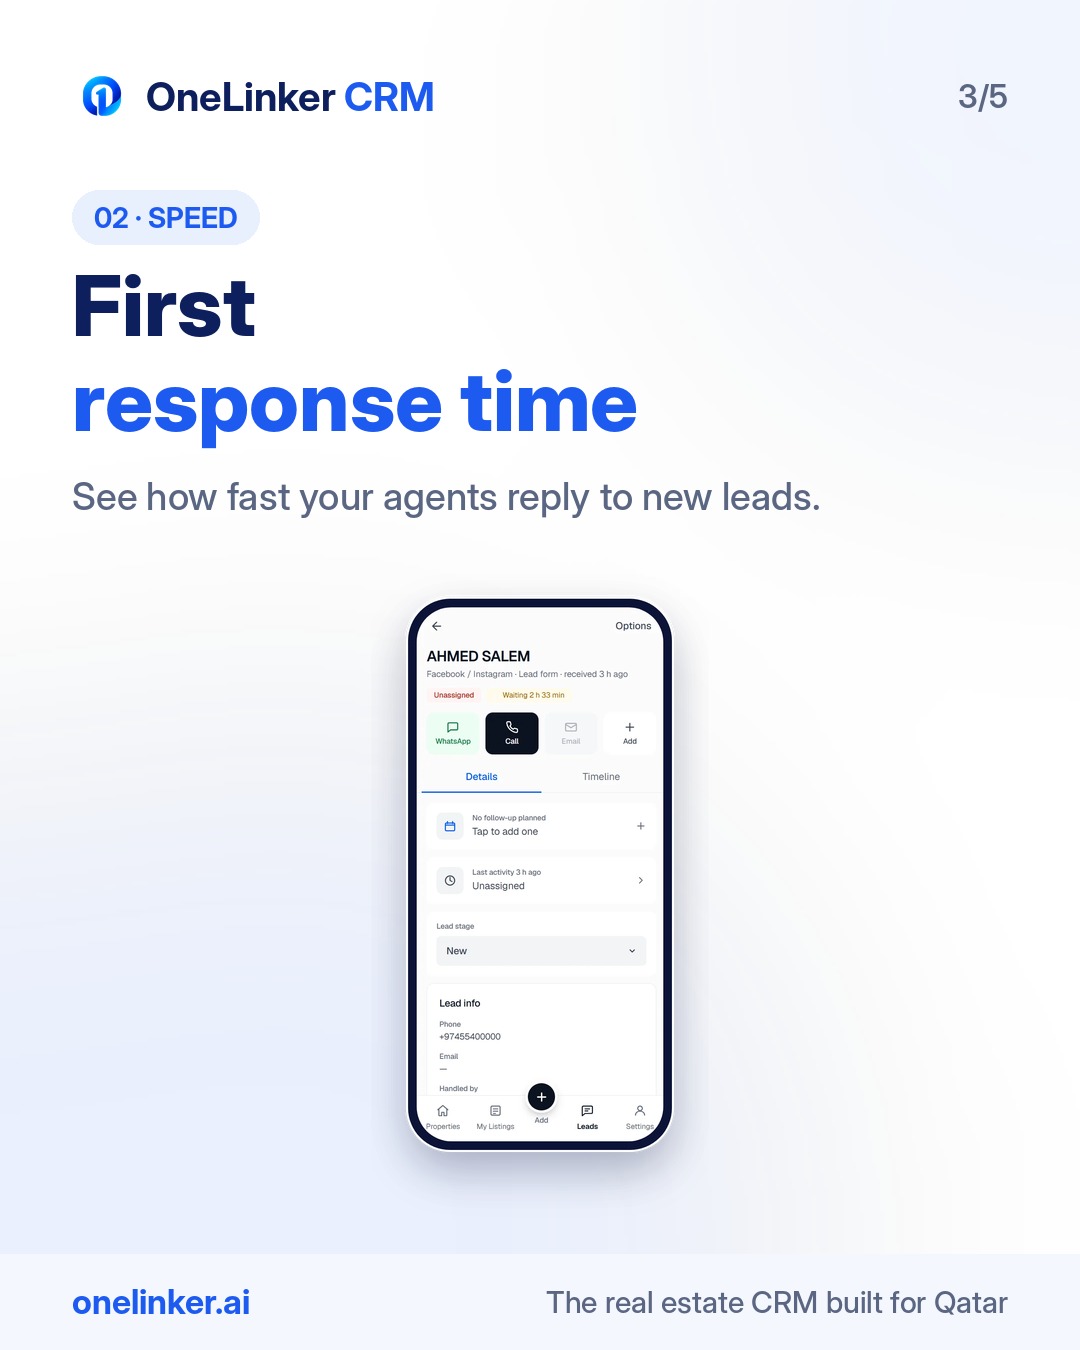 OneLinker CRM
3/5
02 · SPEED
First
response time
See how fast your agents reply to new leads.
Options
AHMED SALEM
Facebook / Instagram · Lead form · received 3 h ago
Unassigned
Waiting 2 h 33 min
WhatsApp
Call
Email
Add
Details
Timeline
No follow-up planned
Tap to add one
Last activity 3 h ago
Unassigned
Lead stage
New
Lead info
Phone
+97455400000
Email
—
Handled by
Properties
My Listings
Add
Leads
Settings
onelinker.ai
The real estate CRM built for Qatar